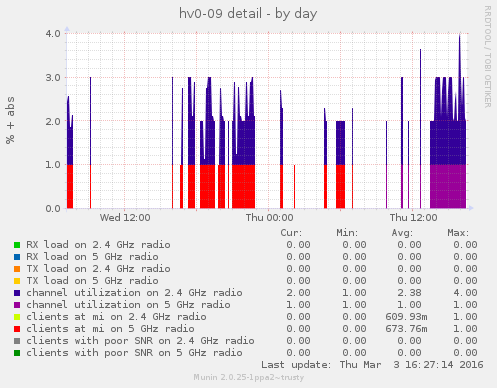 hv0-09 detail - by day
RRDTOOL / TOBI OETIKER
% + abs
4.0
3.0
2.0
1.0
0.0
Wed 12:00 Thu 00:00 Thu 12:00
Cur: Min: Avg: Max:
RX load on 2.4 GHz radio 0.00 0.00 0.00 0.00
RX load on 5 GHz radio 0.00 0.00 0.00 0.00
TX load on 2.4 GHz radio 0.00 0.00 0.00 0.00
TX load on 5 GHz radio 0.00 0.00 0.00 0.00
channel utilization on 2.4 GHz radio 2.00 1.00 2.38 4.00
channel utilization on 5 GHz radio 1.00 1.00 1.00 1.00
clients at mi on 2.4 GHz radio 0.00 0.00 609.93m 1.00
clients at mi on 5 GHz radio 0.00 0.00 673.76m 1.00
clients with poor SNR on 2.4 GHz radio 0.00 0.00 0.00 0.00
clients with poor SNR on 5 GHz radio 0.00 0.00 0.00 0.00
Last update: Thu Mar 3 16:27:14 2016
Munin 2.0.25-1ppa2~trusty